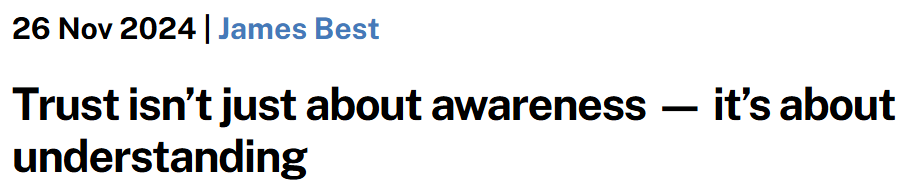 26 Nov 2024 | James Best
Trust isn’t just about awareness — it’s about
understanding